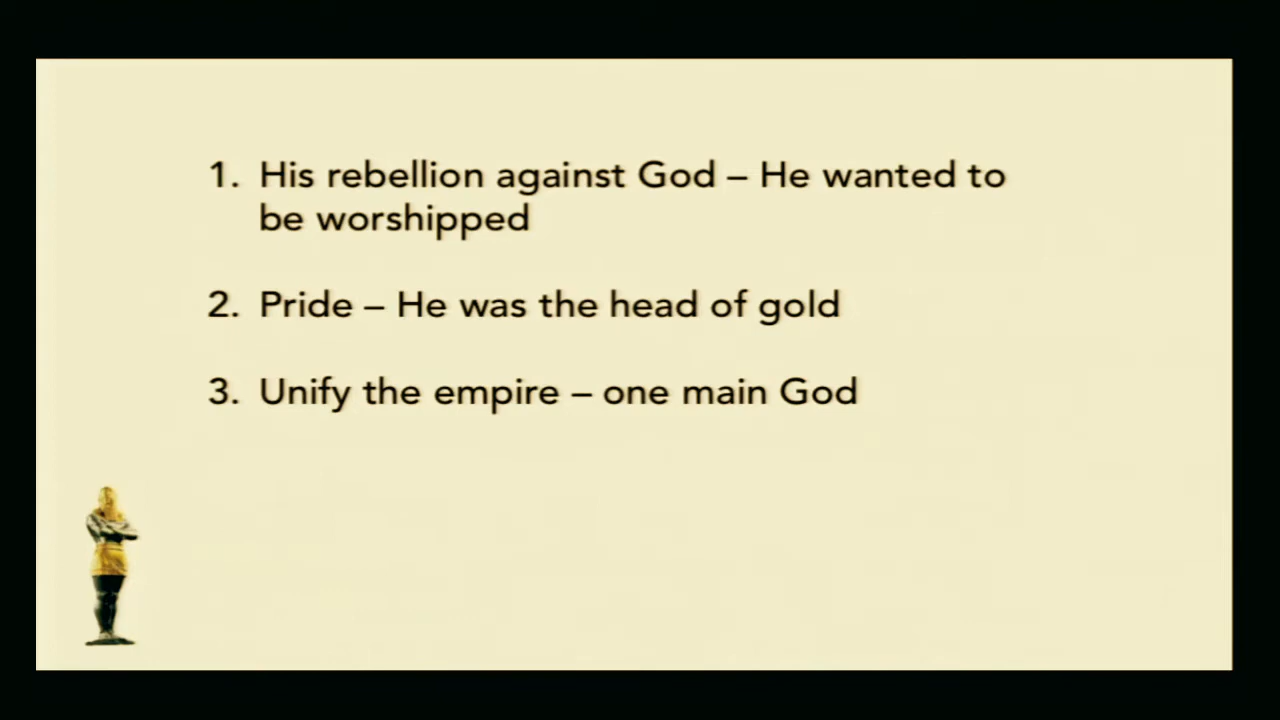 1. His rebellion against God – He wanted to
be worshipped
2. Pride – He was the head of gold
3. Unify the empire – one main God